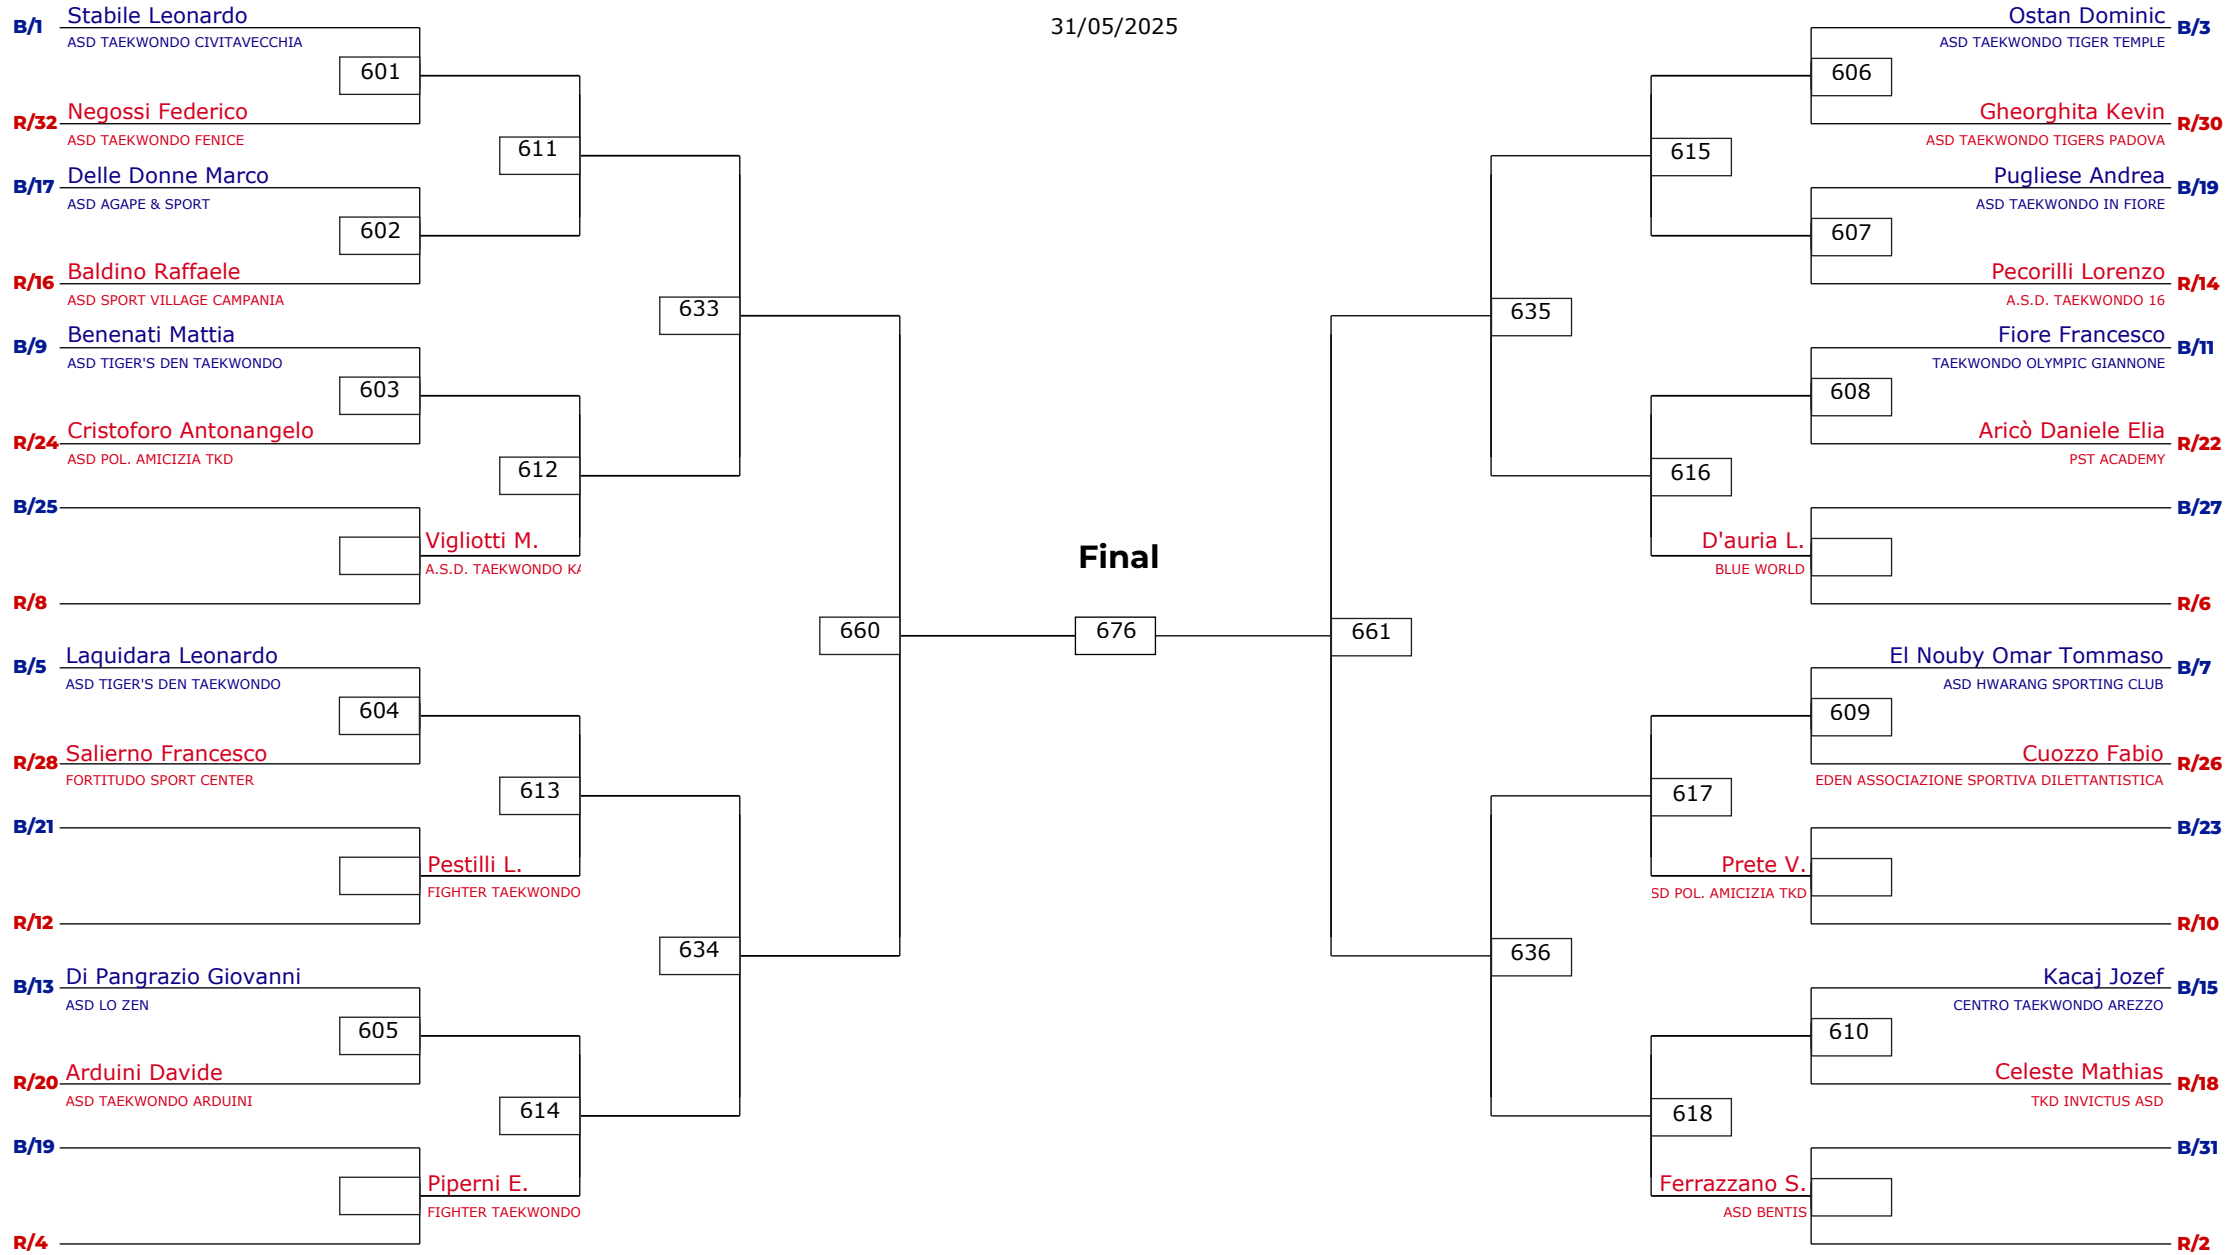 31/05/2025
B/1
Stabile Leonardo
ASD TAEKWONDO CIVITAVECCHIA
601
R/32
Negossi Federico
ASD TAEKWONDO FENICE
611
B/17
Delle Donne Marco
ASD AGAPE & SPORT
602
R/16
Baldino Raffaele
ASD SPORT VILLAGE CAMPANIA
633
B/9
Benenati Mattia
ASD TIGER'S DEN TAEKWONDO
603
R/24
Cristoforo Antonangelo
ASD POL. AMICIZIA TKD
612
B/25
Vigliotti M.
A.S.D. TAEKWONDO KA
R/8
660
B/5
Laquidara Leonardo
ASD TIGER'S DEN TAEKWONDO
604
R/28
Salierno Francesco
FORTITUDO SPORT CENTER
613
B/21
Pestilli L.
FIGHTER TAEKWONDO
R/12
634
B/13
Di Pangrazio Giovanni
ASD LO ZEN
605
R/20
Arduini Davide
ASD TAEKWONDO ARDUINI
614
B/19
Piperni E.
FIGHTER TAEKWONDO
R/4
Final
676
Ostan Dominic
B/3
ASD TAEKWONDO TIGER TEMPLE
606
Gheorghita Kevin
R/30
ASD TAEKWONDO TIGERS PADOVA
615
Pugliese Andrea
B/19
ASD TAEKWONDO IN FIORE
607
Pecorilli Lorenzo
R/14
A.S.D. TAEKWONDO 16
635
Fiore Francesco
B/11
TAEKWONDO OLYMPIC GIANNONE
608
Aricò Daniele Elia
R/22
PST ACADEMY
616
B/27
D'auria L.
BLUE WORLD
R/6
661
El Nouby Omar Tommaso
B/7
ASD HWARANG SPORTING CLUB
609
Cuozzo Fabio
R/26
EDEN ASSOCIAZIONE SPORTIVA DILETTANTISTICA
617
B/23
Prete V.
SD POL. AMICIZIA TKD
R/10
636
Kacaj Jozef
B/15
CENTRO TAEKWONDO AREZZO
610
Celeste Mathias
R/18
TKD INVICTUS ASD
618
B/31
Ferrazzano S.
ASD BENTIS
R/2